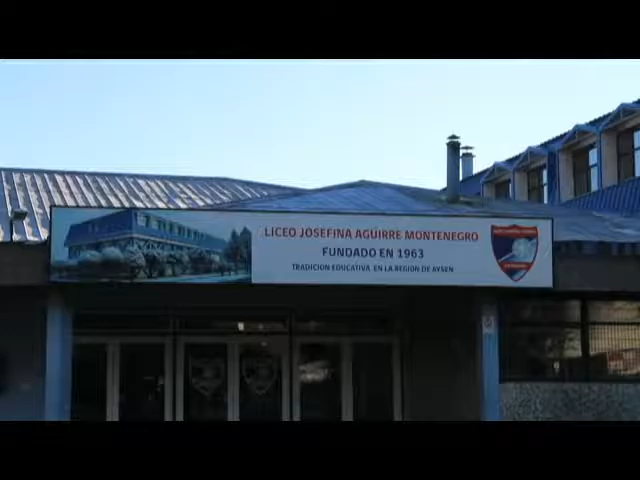 LICEO JOSEFINA AGUIRRE MONTENEGRO
FUNDADO EN 1963
TRADICION EDUCATIVA EN LA REGION DE AYSEN